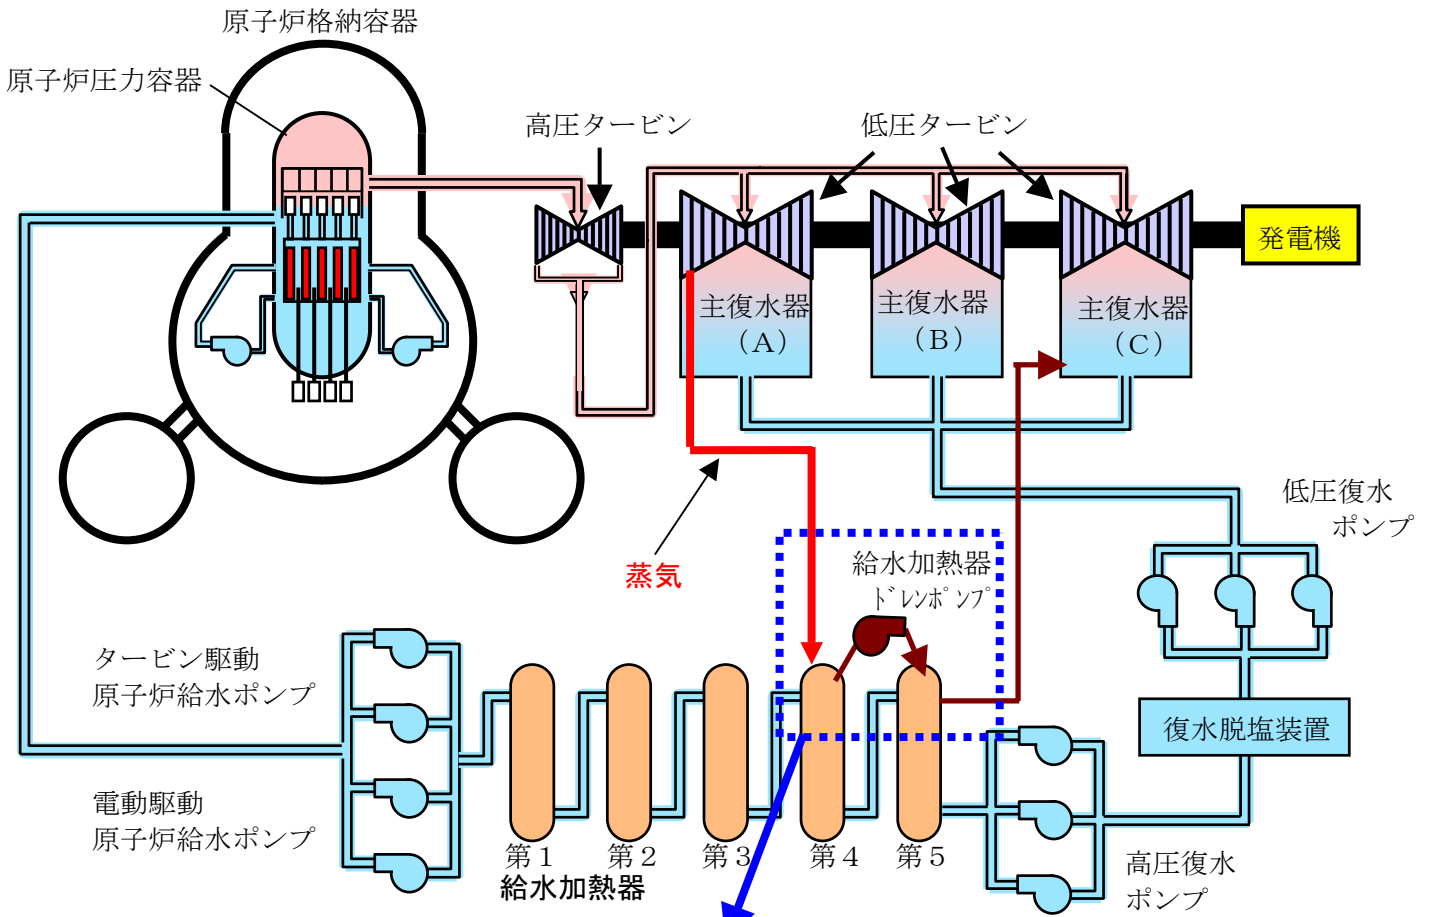 原子炉格納容器
原子炉圧力容器
高圧タービン
低圧タービン
発電機
主復水器
（A）
主復水器
（B）
主復水器
（C）
低圧復水
ポンプ
蒸気
給水加熱器
ﾄﾞﾚﾝﾎﾟﾝﾌﾟ
タービン駆動
原子炉給水ポンプ
復水脱塩装置
電動駆動
原子炉給水ポンプ
第１
第２
第３
第４
第５
給水加熱器
高圧復水
ポンプ